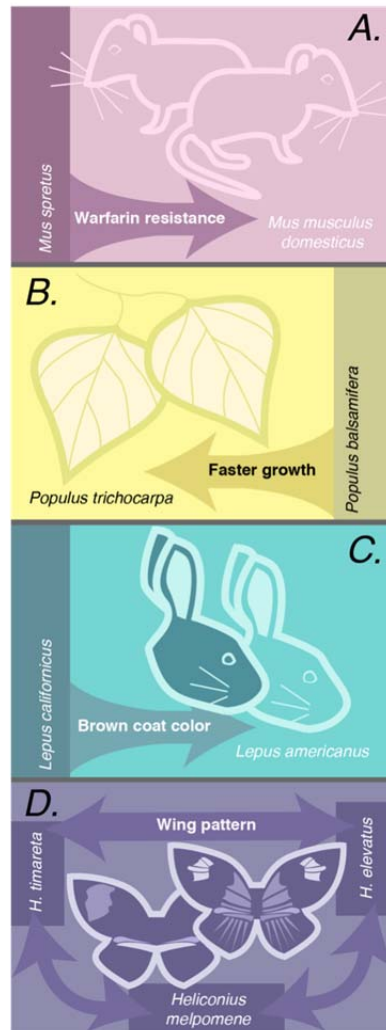 A.
Mus spretus
Warfarin resistance
Mus musculus
domesticus
B.
Populus balsamifera
Faster growth
Populus trichocarpa
C.
Lepus californicus
Brown coat color
Lepus americanus
D.
Wing pattern
H. timareta
H. elevatus
Heliconius
melpomene